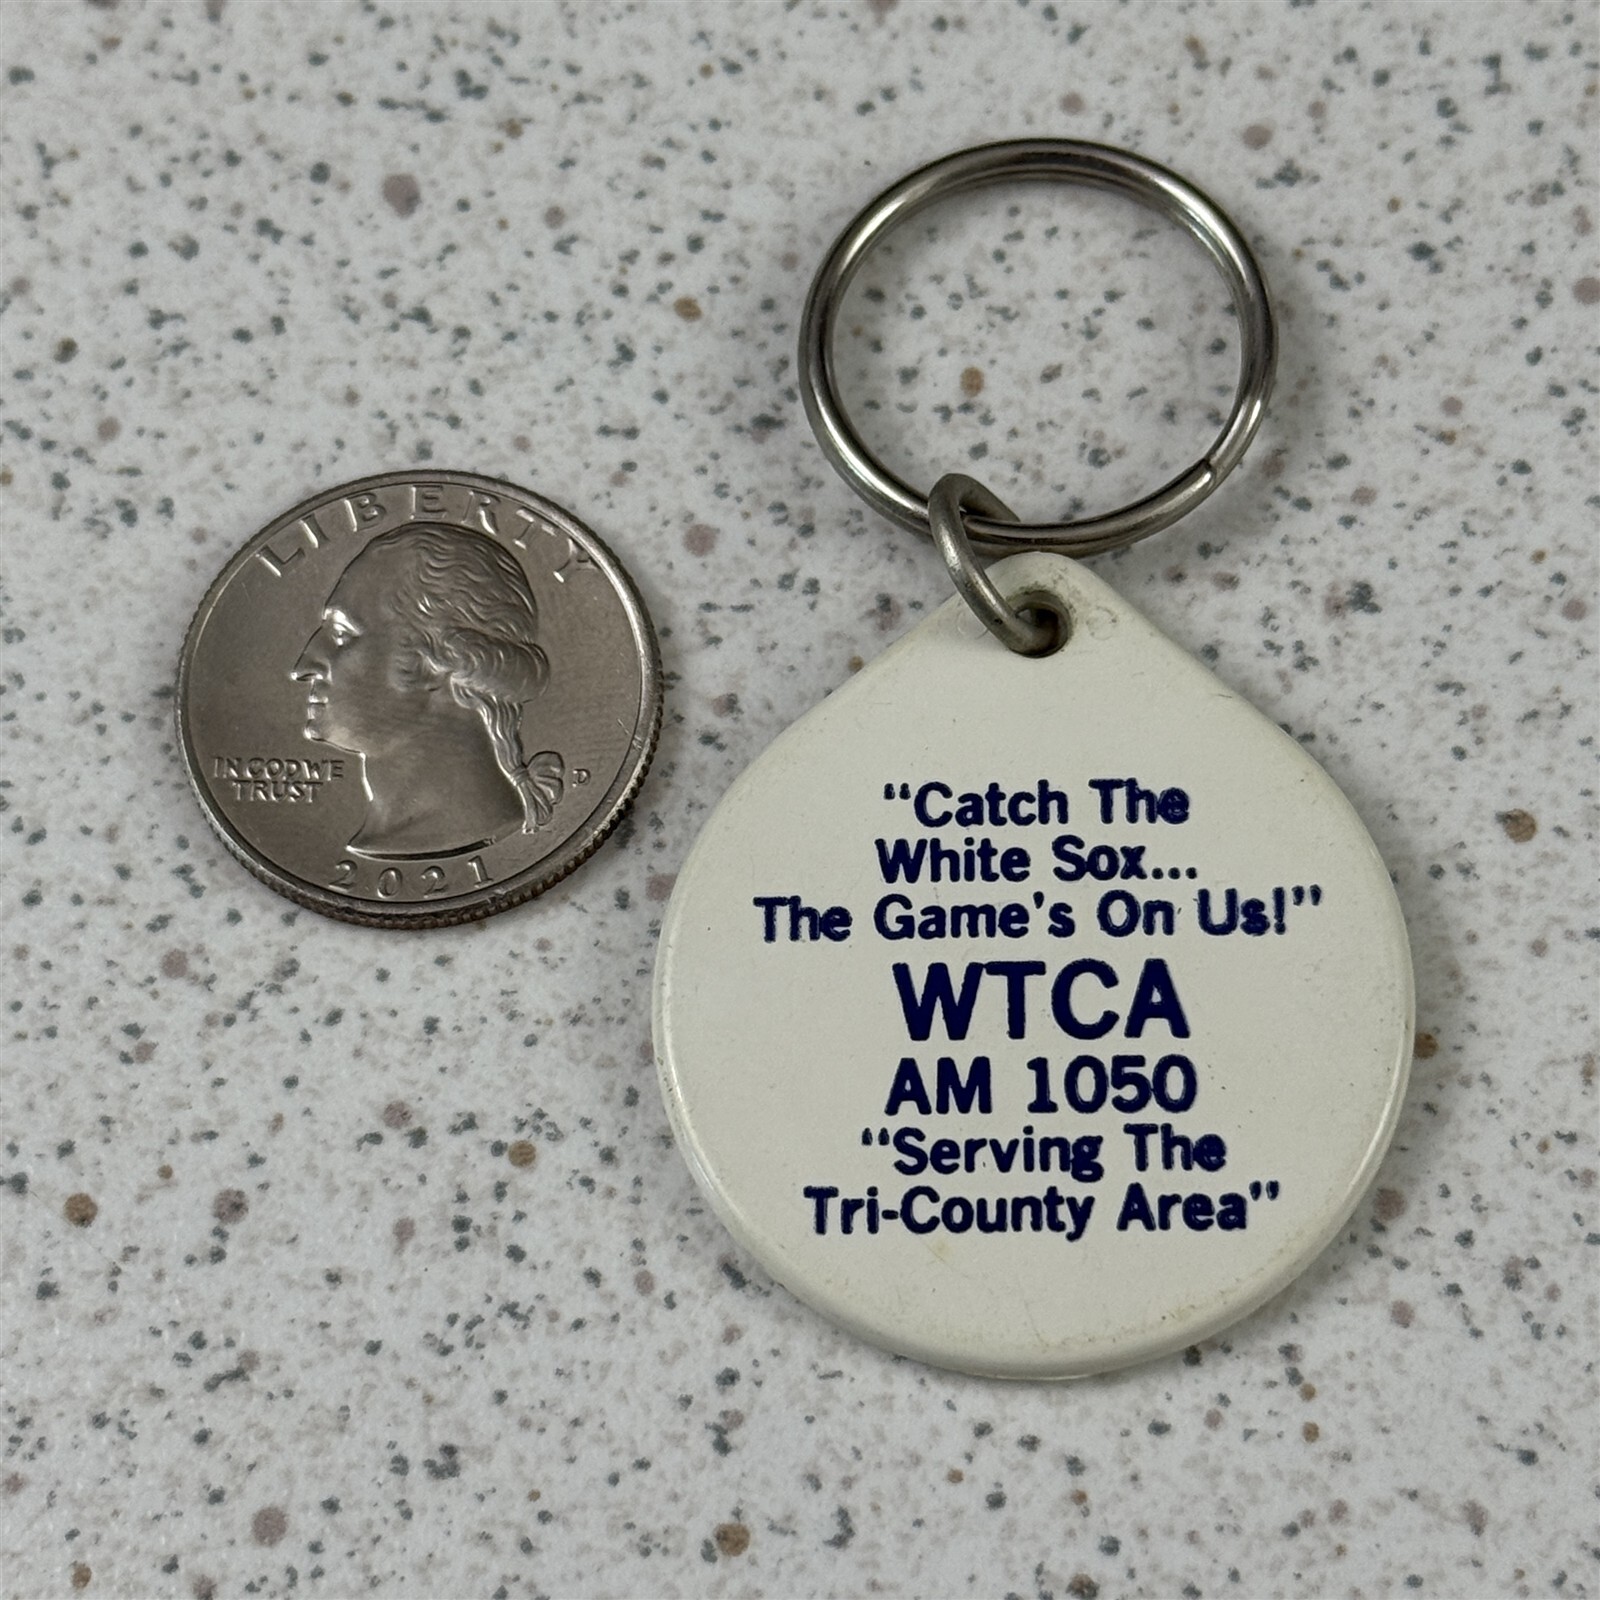 LIBERTY
IN GOD WE
TRUST
D
2021
“Catch The
White Sox...
The Game's On Us!”
WTCA
AM 1050
“Serving The
Tri-County Area”